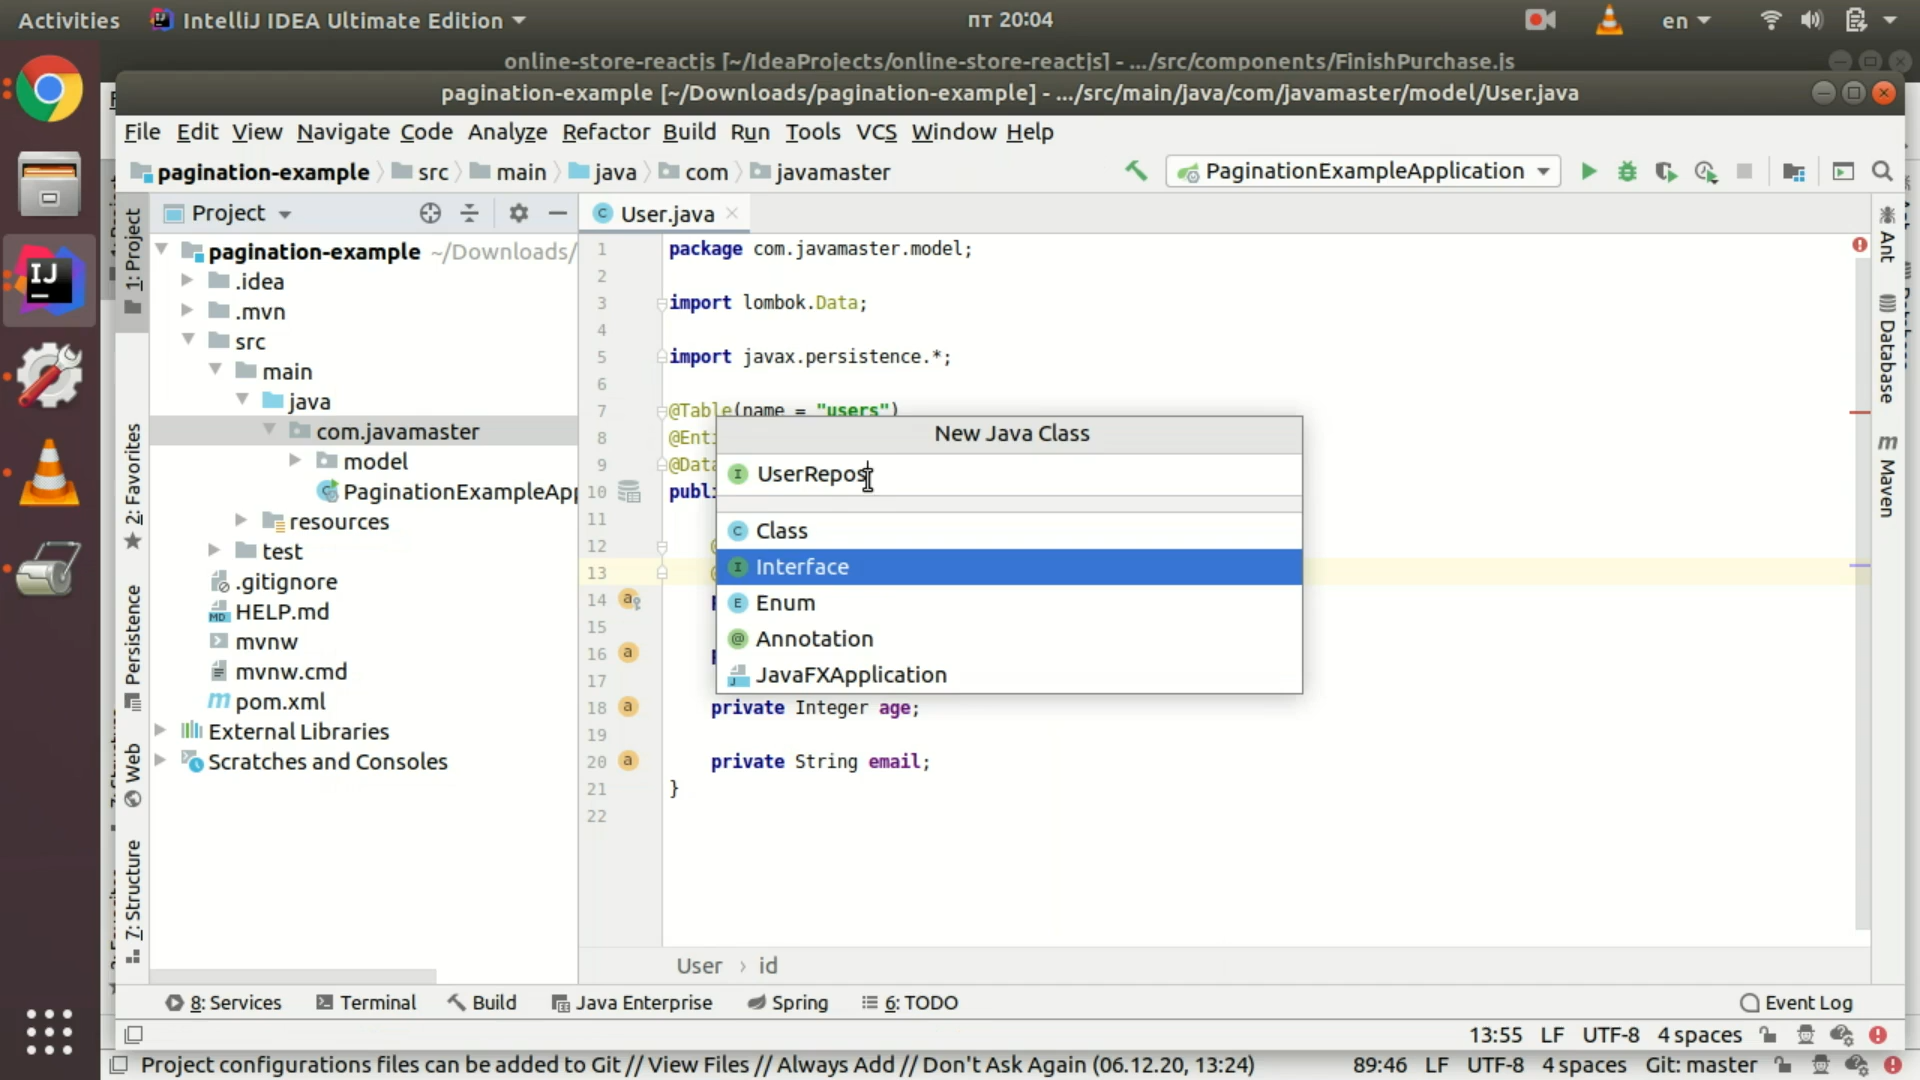 Activities
IntelliJ IDEA Ultimate Edition
пт 20:04
en
online-store-reactjs [~/IdeaProjects/online-store-reactjs] - .../src/components/FinishPurchase.js
pagination-example [~/Downloads/pagination-example] - .../src/main/java/com/javamaster/model/User.java
File Edit View Navigate Code Analyze Refactor Build Run Tools VCS Window Help
pagination-example src main java com javamaster
PaginationExampleApplication
Project
User.java
1: Project
2: Favorites
Persistence
Web
7: Structure
pagination-example ~/Downloads/
.idea
.mvn
src
main
java
com.javamaster
model
PaginationExampleApp
resources
test
.gitignore
HELP.md
mvnw
mvnw.cmd
pom.xml
External Libraries
Scratches and Consoles
1 package com.javamaster.model;
2
3 import lombok.Data;
4
5 import javax.persistence.*;
6
7 @Table(name = "users")
8 @Enti
9 @Data
10 publi
11
12
13
14
15
16
17
18 private Integer age;
19
20 private String email;
21 }
22
New Java Class
UserRepos
Class
Interface
Enum
Annotation
JavaFXApplication
Ant
Database
Maven
User › id
8: Services
Terminal
Build
Java Enterprise
Spring
6: TODO
Event Log
13:55 LF UTF-8 4 spaces
Project configurations files can be added to Git // View Files // Always Add // Don't Ask Again (06.12.20, 13:24)
89:46 LF UTF-8 4 spaces Git: master